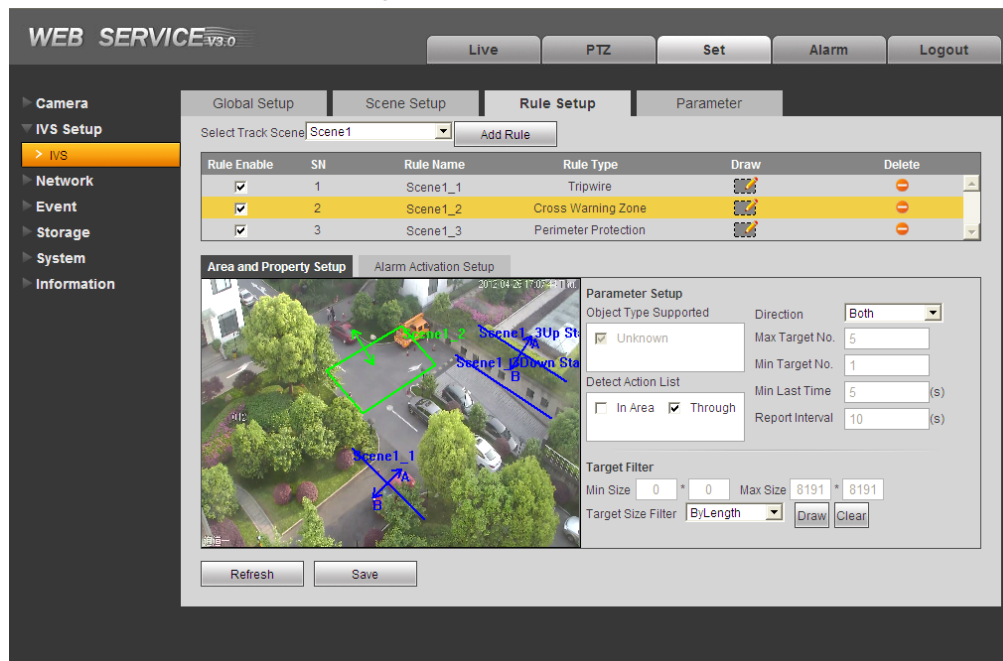 WEB SERVICE V3.0
Live PTZ Set Alarm Logout
Camera
IVS Setup
> IVS
Network
Event
Storage
System
Information
Global Setup Scene Setup Rule Setup Parameter
Select Track Scene Scene1 Add Rule
Rule Enable SN Rule Name Rule Type Draw Delete
1 Scene1_1 Tripwire
2 Scene1_2 Cross Warning Zone
3 Scene1_3 Perimeter Protection
Area and Property Setup Alarm Activation Setup
Scene1_2
Scene1_3Up Sta
A
Down Sta
B
Scene1_1
A
B
Parameter Setup
Object Type Supported
Unknown
Detect Action List
In Area Through
Direction Both
Max Target No. 5
Min Target No. 1
Min Last Time 5 (s)
Report Interval 10 (s)
Target Filter
Min Size 0 * 0 Max Size 8191 * 8191
Target Size Filter ByLength Draw Clear
Refresh Save